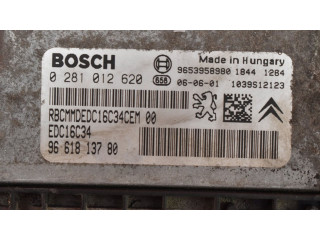 BOSCH
Made in Hungary
0 281 012 620
656
9653958980 1844 1284
06-06-01 1039S12123
RBCMMDEDC16C34CEM 00
EDC16C34
96 618 137 80